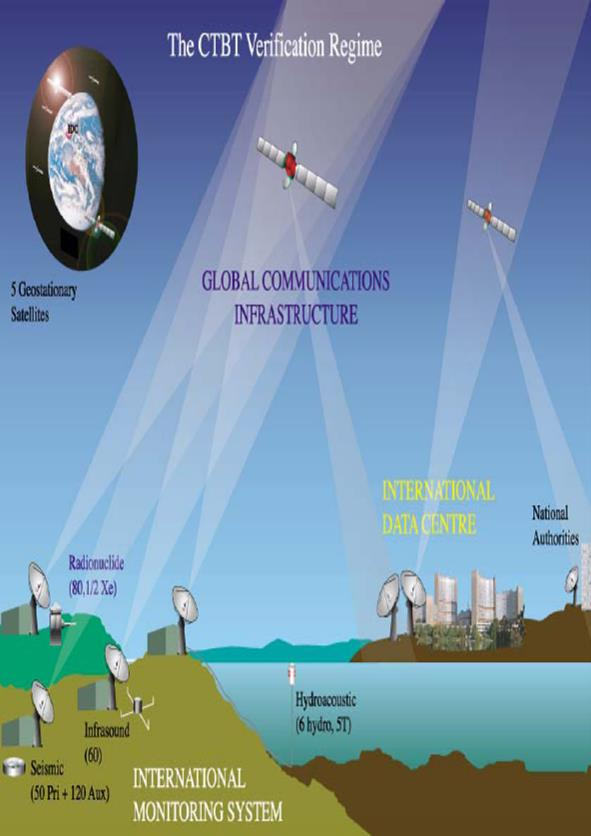 The CTBT Verification Regime
IDC
5 Geostationary
Satellites
GLOBAL COMMUNICATIONS
INFRASTRUCTURE
INTERNATIONAL
DATA CENTRE
National
Authorities
Radionuclide
(80,1/2 Xe)
Hydroacoustic
(6 hydro, 5T)
Infrasound
(60)
Seismic
(50 Pri + 120 Aux)
INTERNATIONAL
MONITORING SYSTEM